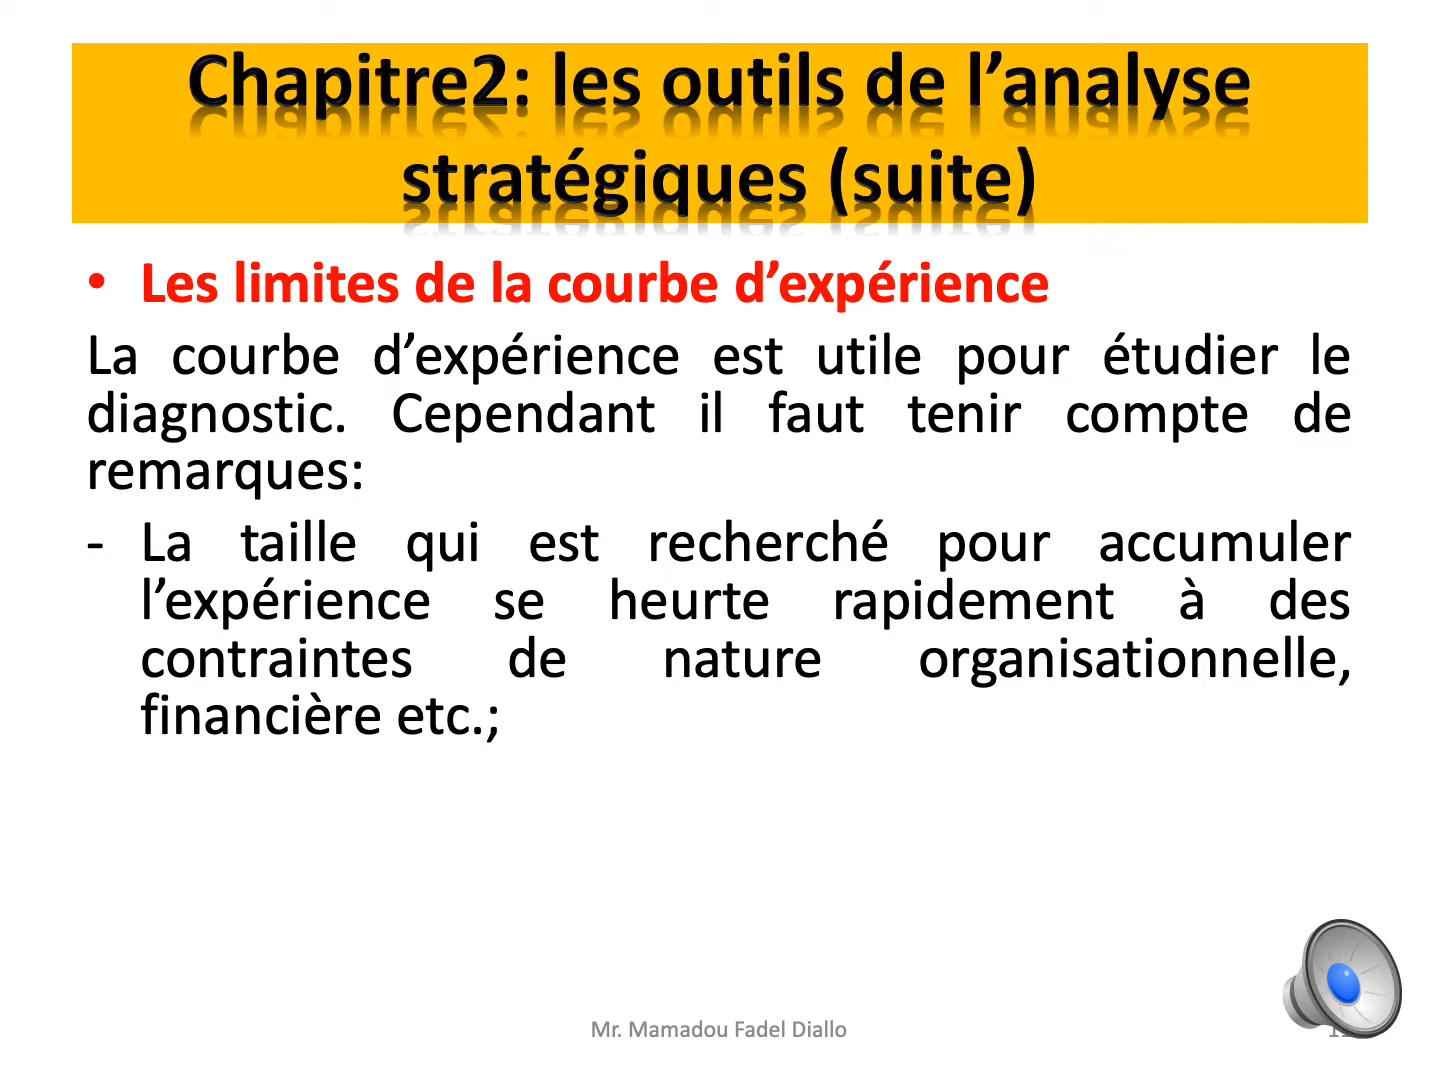 Chapitre2: les outils de l’analyse
stratégiques (suite)
• Les limites de la courbe d’expérience
La courbe d’expérience est utile pour étudier le
diagnostic. Cependant il faut tenir compte de
remarques:
- La taille qui est recherché pour accumuler
l’expérience se heurte rapidement à des
contraintes de nature organisationnelle,
financière etc.;
Mr. Mamadou Fadel Diallo